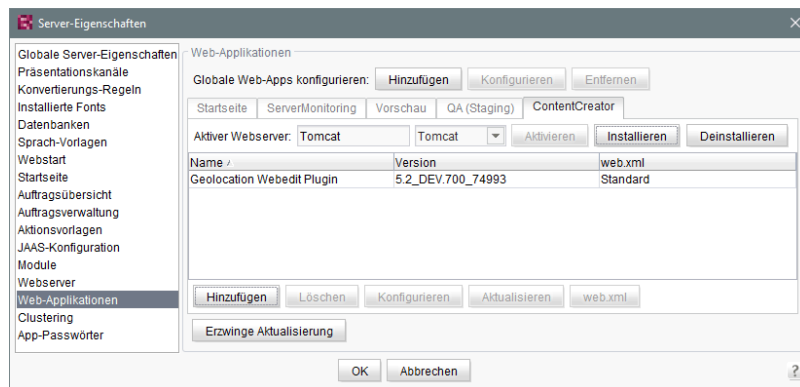 Server-Eigenschaften
Globale Server-Eigenschaften
Präsentationskanäle
Konvertierungs-Regeln
Installierte Fonts
Datenbanken
Sprach-Vorlagen
Webstart
Startseite
Auftragsübersicht
Auftragsverwaltung
Aktionsvorlagen
JAAS-Konfiguration
Module
Webserver
Web-Applikationen
Clustering
App-Passwörter
Web-Applikationen
Globale Web-Apps konfigurieren: Hinzufügen Konfigurieren Entfernen
Startseite ServerMonitoring Vorschau QA (Staging) ContentCreator
Aktiver Webserver: Tomcat Tomcat Aktivieren Installieren Deinstallieren
Name Version web.xml
Geolocation Webedit Plugin 5.2_DEV.700_74993 Standard
Hinzufügen Löschen Konfigurieren Aktualisieren web.xml
Erzwinge Aktualisierung
OK Abbrechen ?